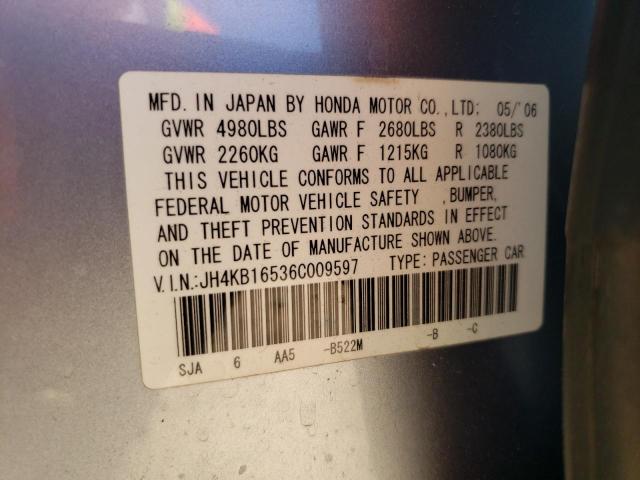 MFD. IN JAPAN BY HONDA MOTOR CO., LTD: 05/'06
GVWR 4980LBS GAWR F 2680LBS R 2380LBS
GVWR 2260KG GAWR F 1215KG R 1080KG
THIS VEHICLE CONFORMS TO ALL APPLICABLE
FEDERAL MOTOR VEHICLE SAFETY , BUMPER,
AND THEFT PREVENTION STANDARDS IN EFFECT
ON THE DATE OF MANUFACTURE SHOWN ABOVE.
V.I.N.:JH4KB16536C009597 TYPE: PASSENGER CAR
SJA 6 AA5 -B522M -B -C